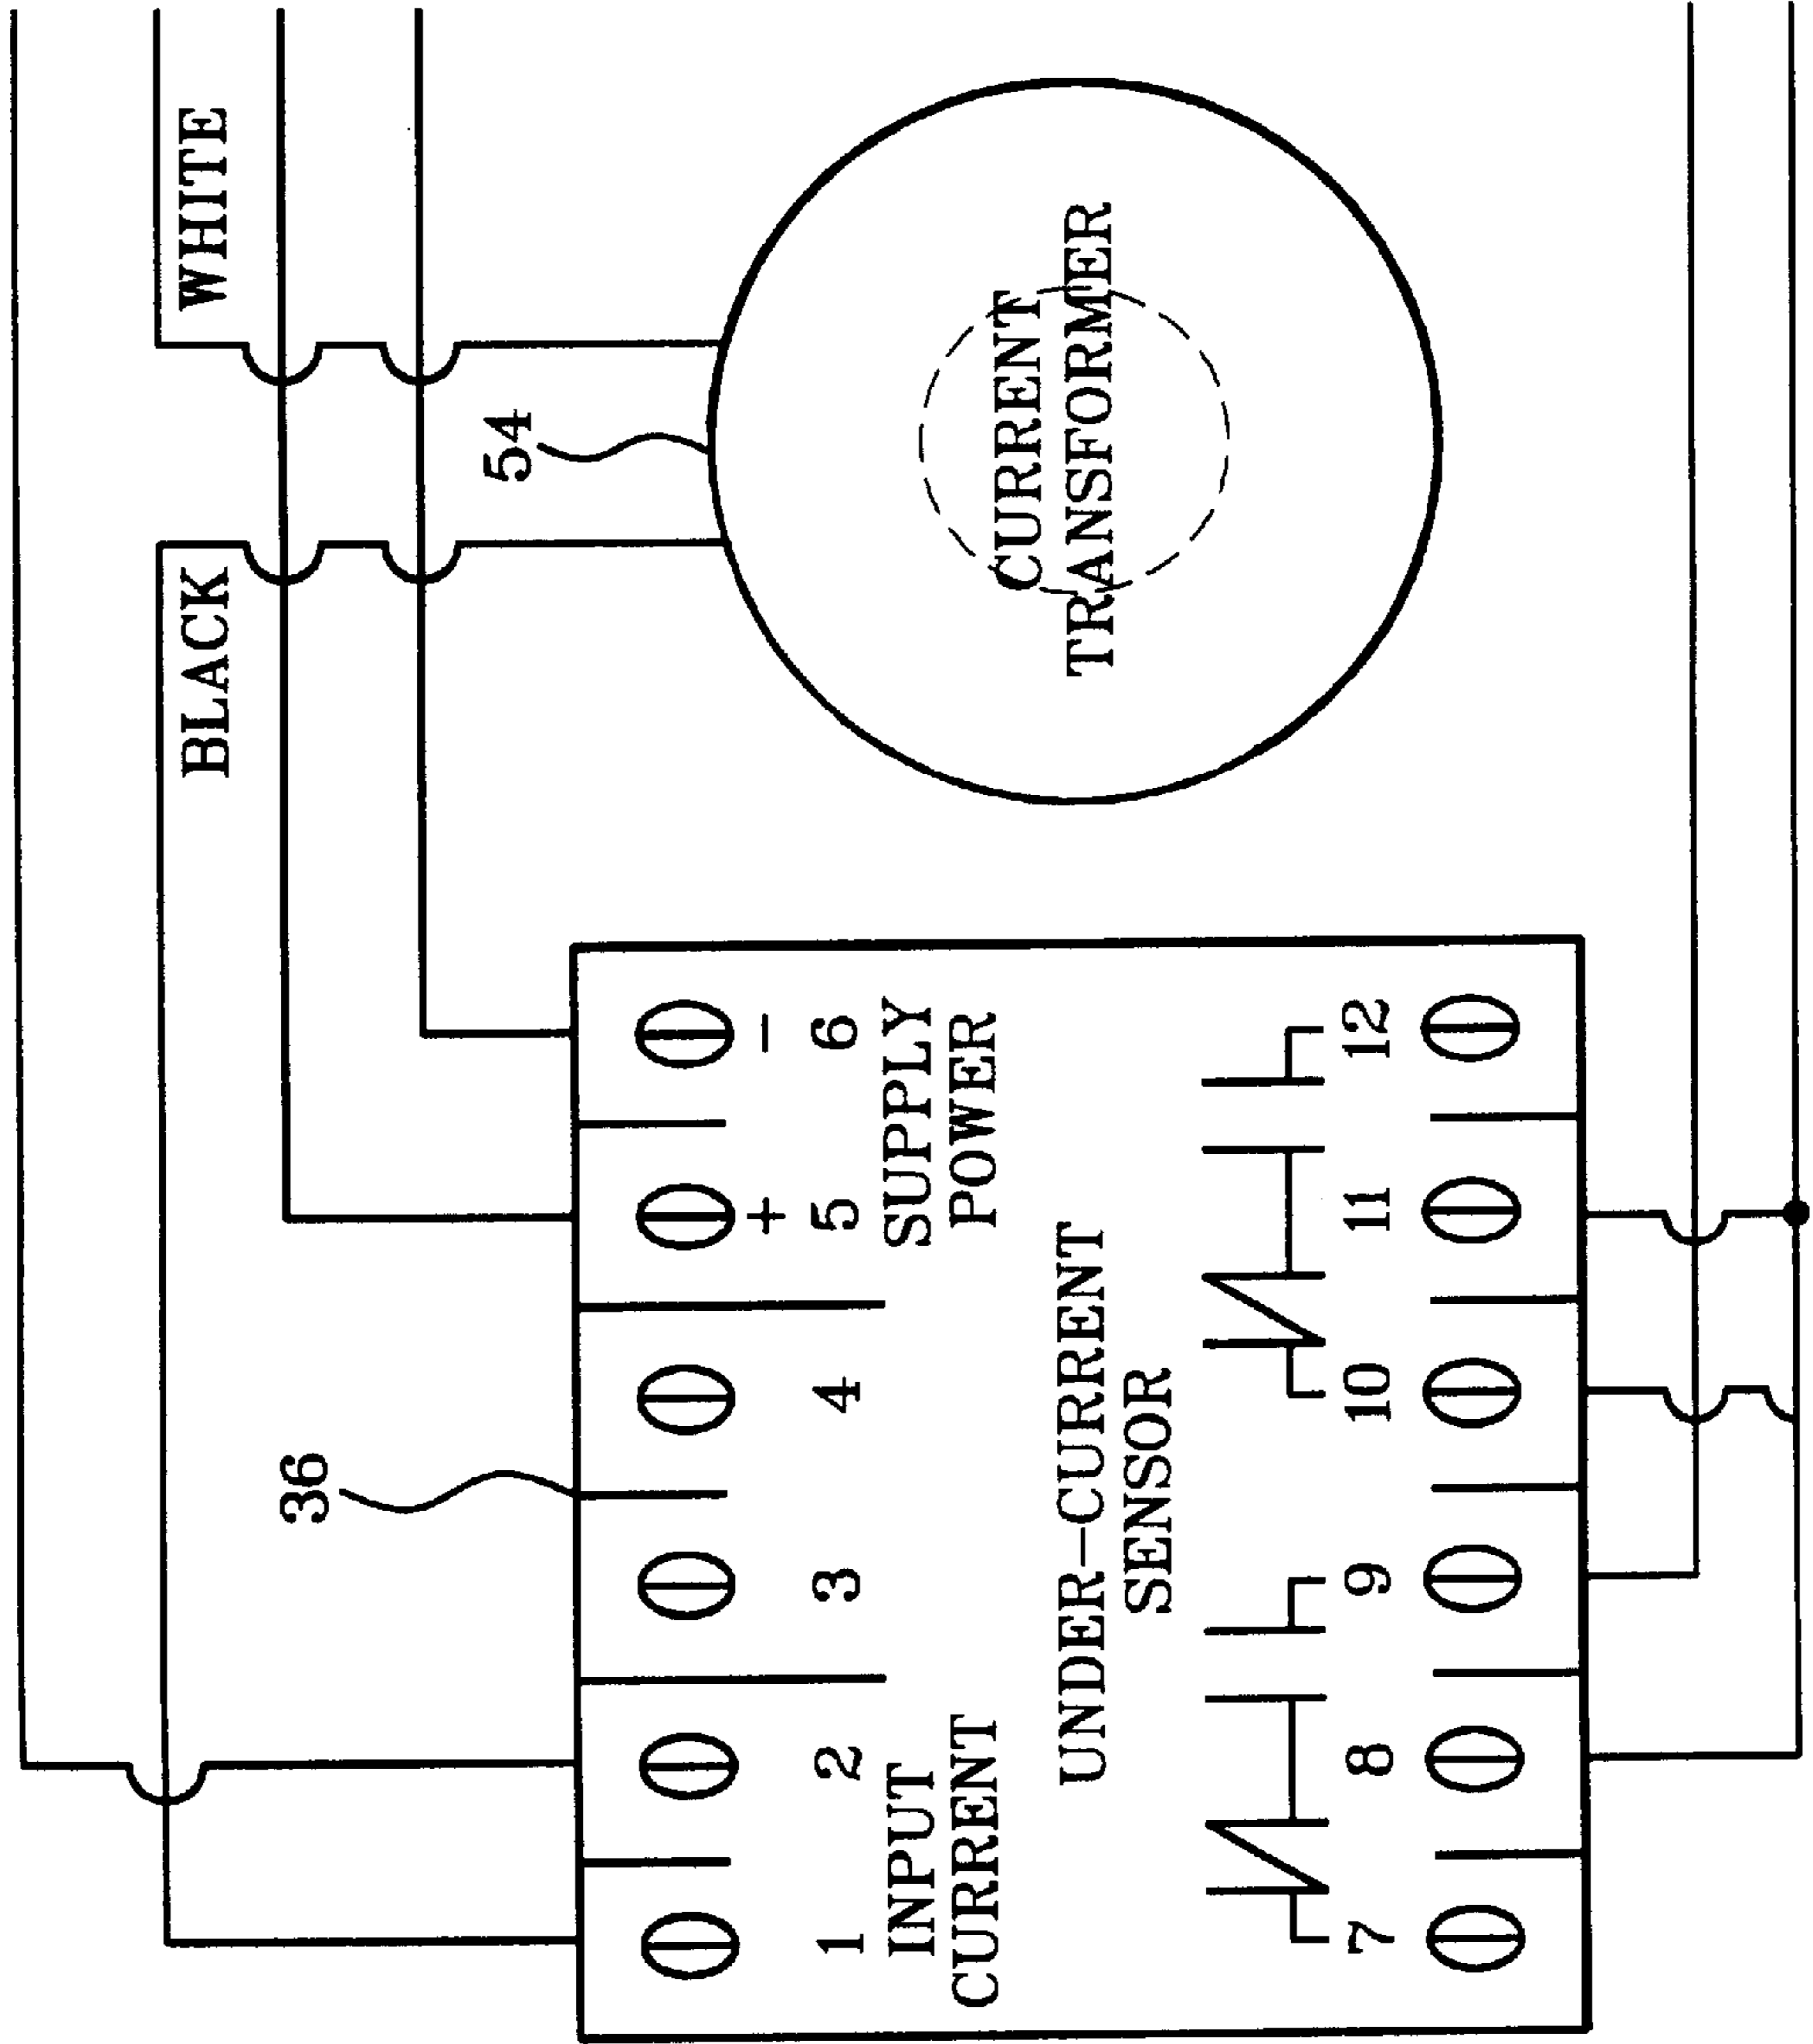 WHITE
BLACK
54
36
1 2 3 4 5 6
+ −
INPUT
CURRENT
SUPPLY
POWER
UNDER-CURRENT
SENSOR
7 8 9 10 11 12
CURRENT
TRANSFORMER